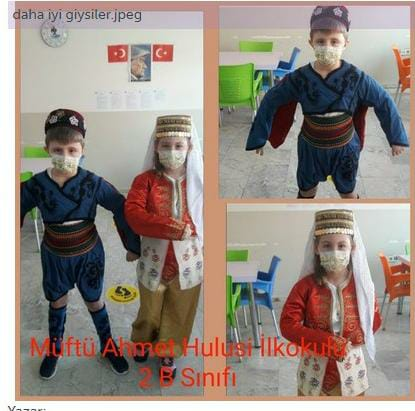 daha iyi giysiler.jpeg
Müftü Ahmet Hulusi İlkokulu
2 B Sınıfı
Yazar: